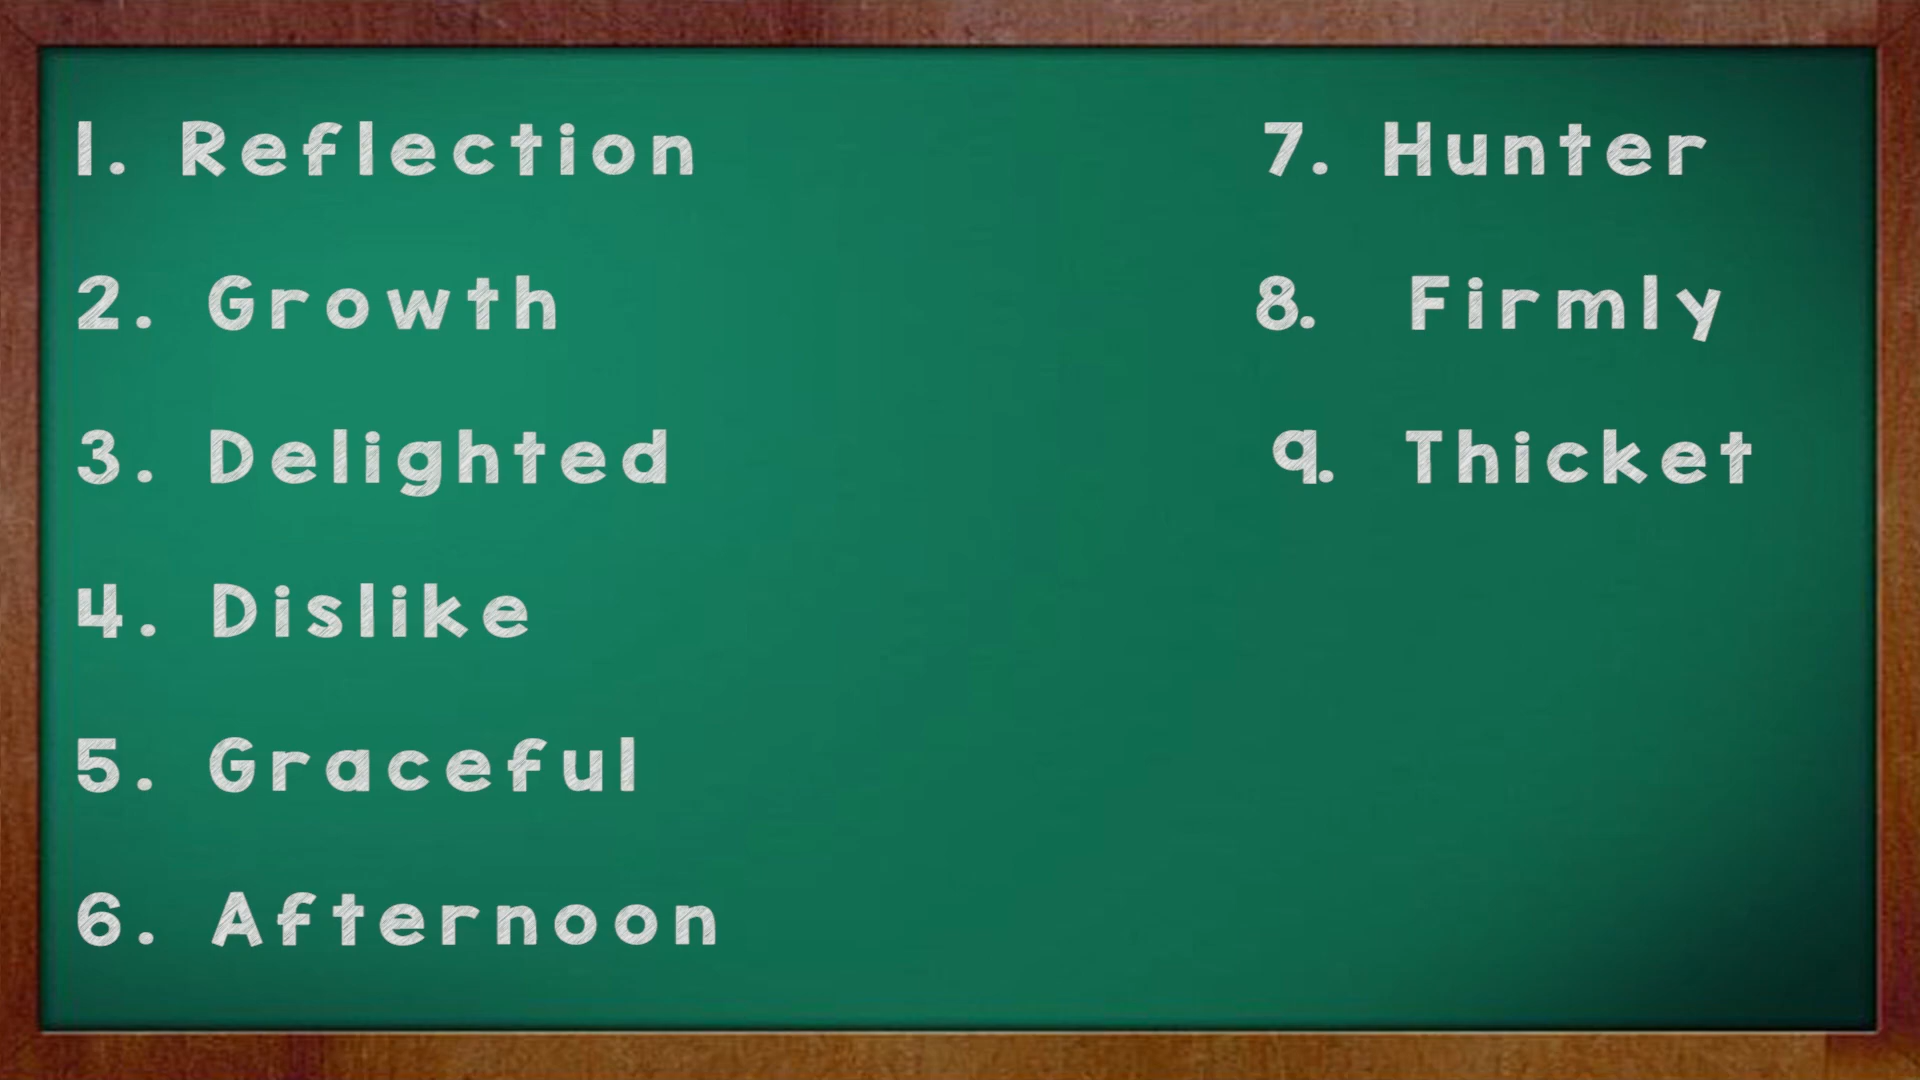 1. Reflection
2. Growth
3. Delighted
4. Dislike
5. Graceful
6. Afternoon
7. Hunter
8. Firmly
9. Thicket